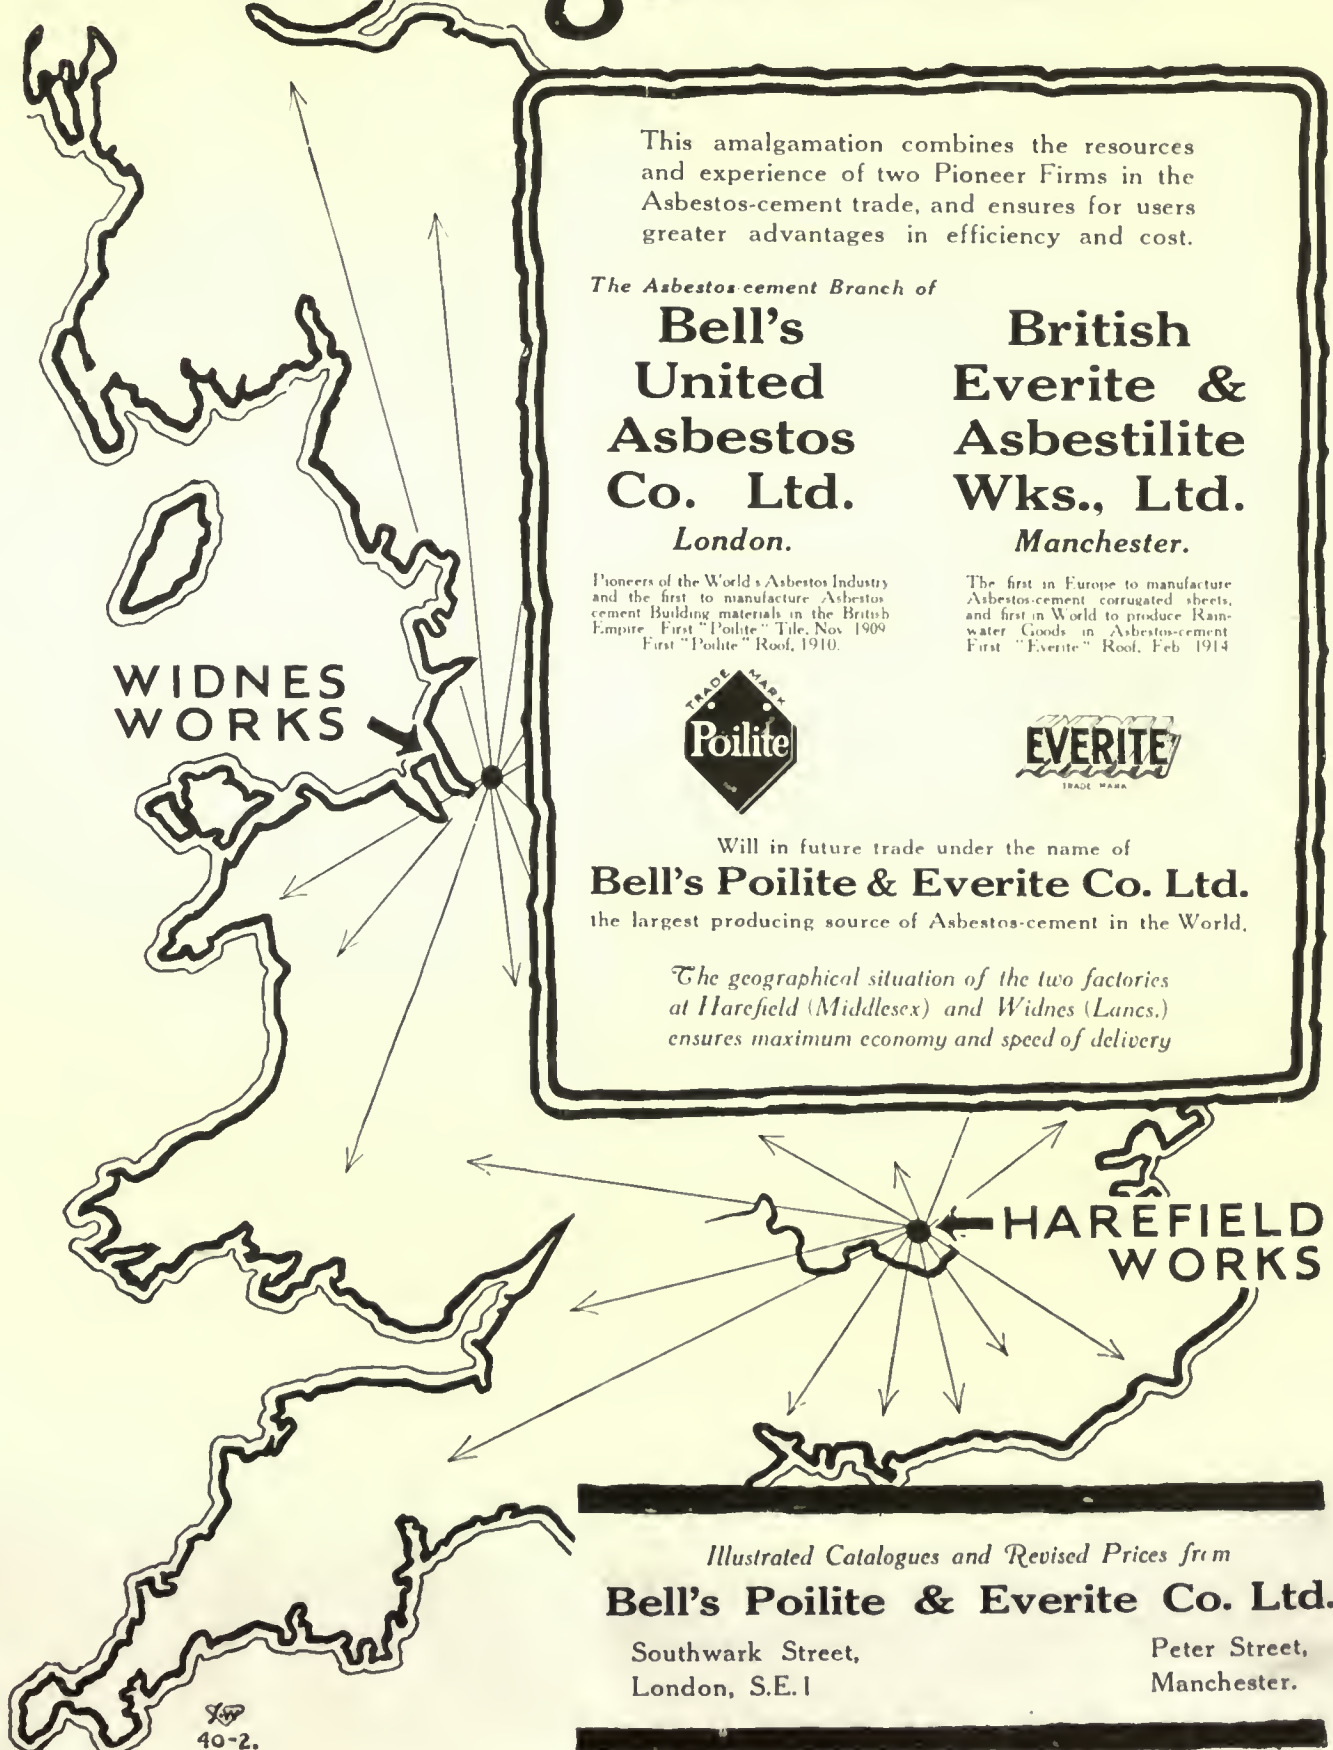 This amalgamation combines the resources
and experience of two Pioneer Firms in the
Asbestos-cement trade, and ensures for users
greater advantages in efficiency and cost.
The Asbestos cement Branch of
Bell's
United
Asbestos
Co. Ltd.
London.
Pioneers of the World s Asbestos Industry
and the first to manufacture Asbestos
cement Building materials in the British
Empire First "Poilite" Tile, Nov 1909
First "Poilite" Roof, 1910.
TRADE MARK
Poilite
British
Everite &
Asbestilite
Wks., Ltd.
Manchester.
The first in Europe to manufacture
Asbestos-cement corrugated sheets,
and first in World to produce Rain-
water Goods in Asbestos-cement
First "Everite" Roof, Feb 1914
EVERITE
TRADE MARK
WIDNES
WORKS
Will in future trade under the name of
Bell's Poilite & Everite Co. Ltd.
the largest producing source of Asbestos-cement in the World,
The geographical situation of the two factories
at Harefield (Middlesex) and Widnes (Lancs.)
ensures maximum economy and speed of delivery
HAREFIELD
WORKS
Illustrated Catalogues and Revised Prices from
Bell's Poilite & Everite Co. Ltd.
Southwark Street,
London, S.E.1
Peter Street,
Manchester.
40-2.